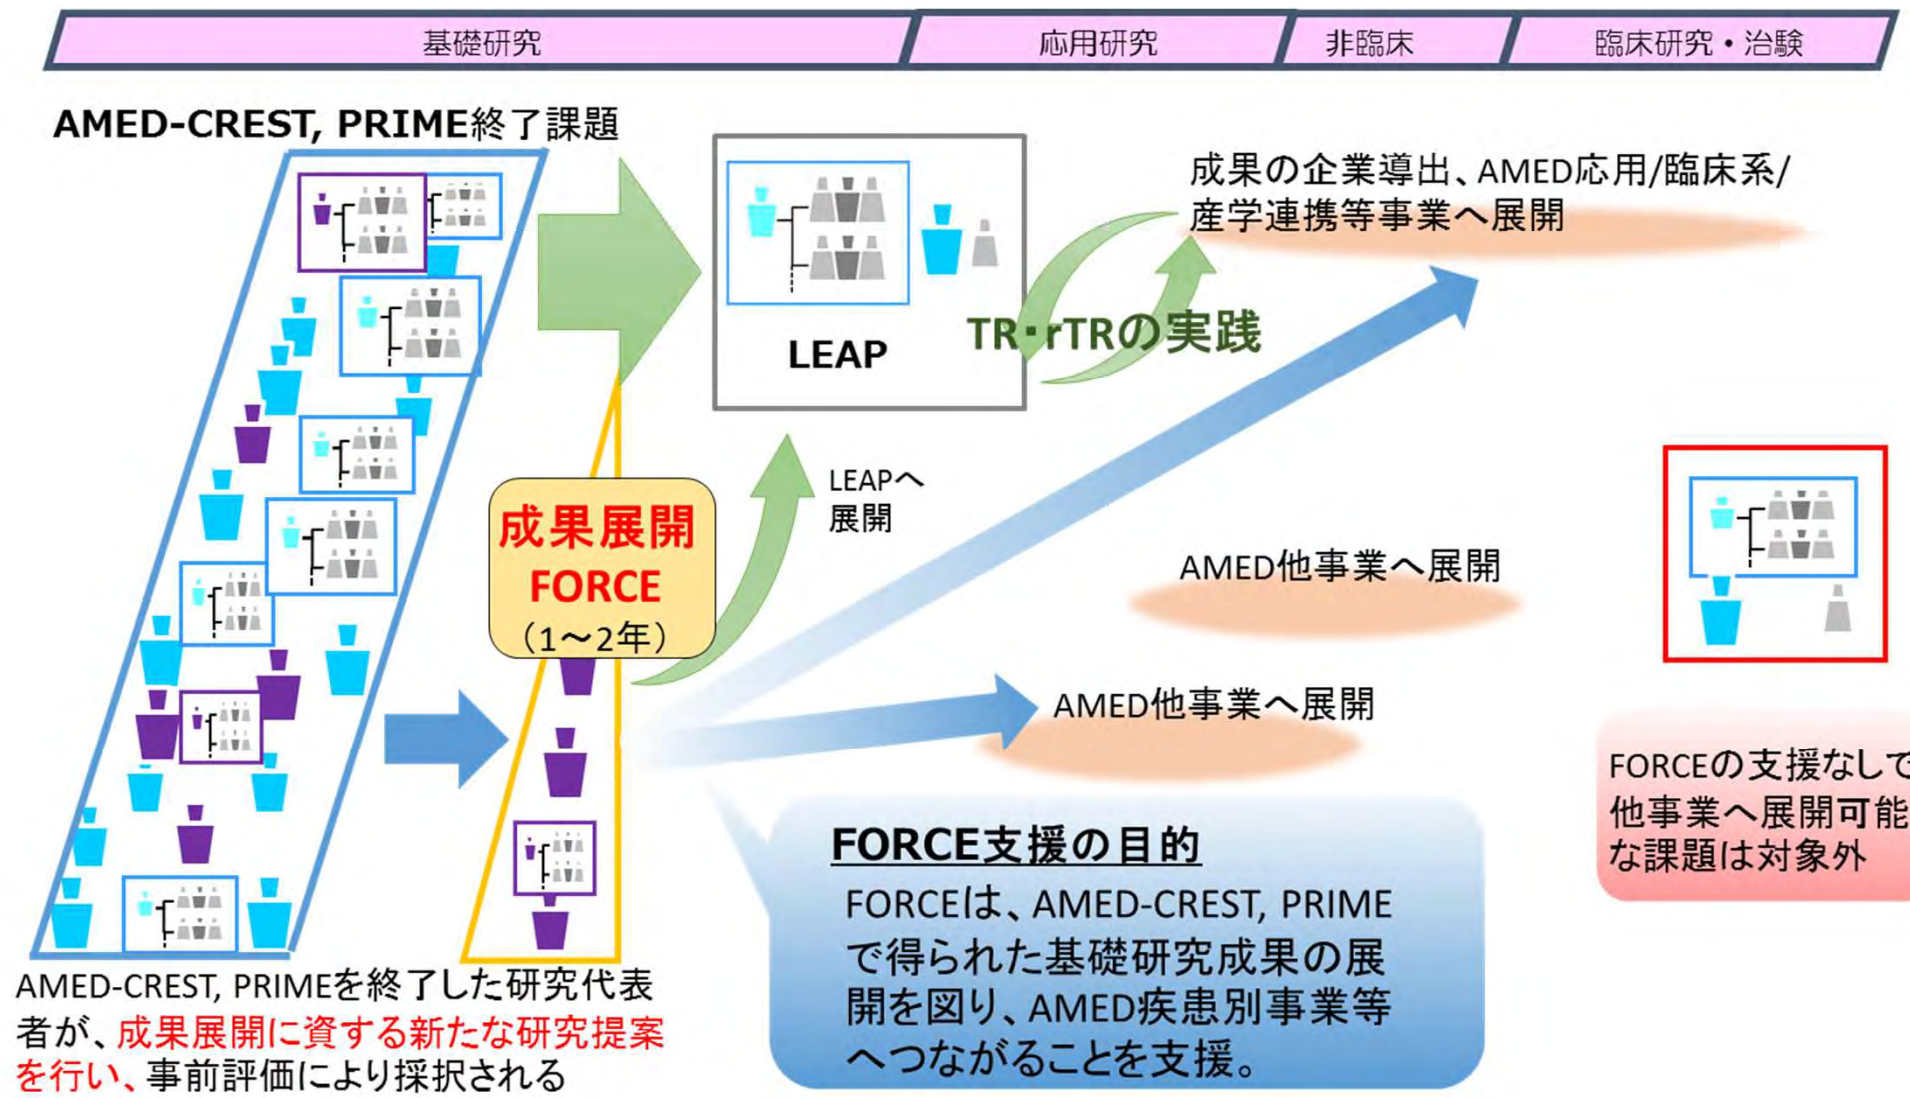 基礎研究
応用研究
非臨床
臨床研究・治験
AMED-CREST, PRIME終了課題
成果の企業導出、AMED応用/臨床系/
産学連携等事業へ展開
LEAP
TR・rTRの実践
LEAPへ
展開
成果展開
FORCE
（1～2年）
AMED他事業へ展開
AMED他事業へ展開
FORCEの支援なしで
他事業へ展開可能
な課題は対象外
FORCE支援の目的
FORCEは、AMED-CREST, PRIME
で得られた基礎研究成果の展
開を図り、AMED疾患別事業等
へつながることを支援。
AMED-CREST, PRIMEを終了した研究代表
者が、成果展開に資する新たな研究提案
を行い、事前評価により採択される